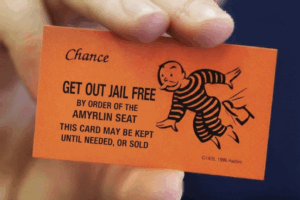 Chance
GET OUT JAIL FREE
BY ORDER OF THE
AMYRLIN SEAT
THIS CARD MAY BE KEPT
UNTIL NEEDED, OR SOLD